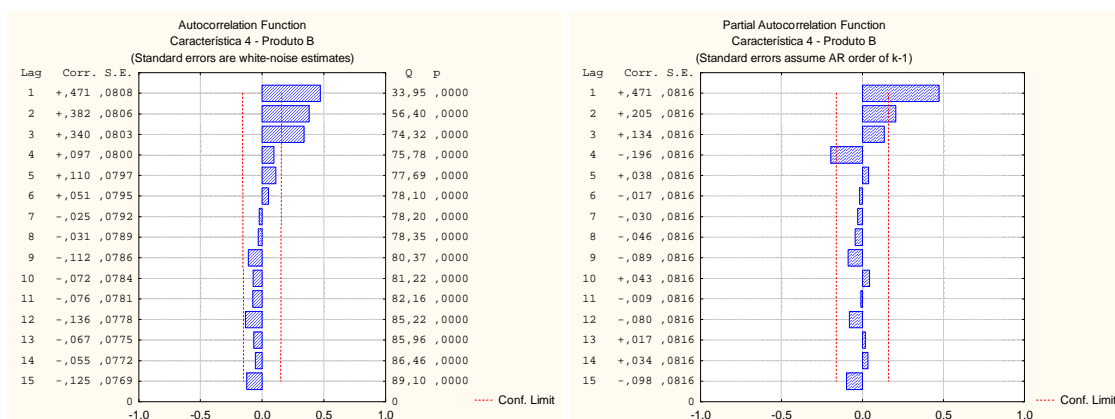 Autocorrelation Function
Característica 4 - Produto B
(Standard errors are white-noise estimates)
Lag Corr. S.E. Q p
1 +,471 ,0808 33,95 ,0000
2 +,382 ,0806 56,40 ,0000
3 +,340 ,0803 74,32 ,0000
4 +,097 ,0800 75,78 ,0000
5 +,110 ,0797 77,69 ,0000
6 +,051 ,0795 78,10 ,0000
7 -,025 ,0792 78,20 ,0000
8 -,031 ,0789 78,35 ,0000
9 -,112 ,0786 80,37 ,0000
10 -,072 ,0784 81,22 ,0000
11 -,076 ,0781 82,16 ,0000
12 -,136 ,0778 85,22 ,0000
13 -,067 ,0775 85,96 ,0000
14 -,055 ,0772 86,46 ,0000
15 -,125 ,0769 89,10 ,0000
0 0
-1.0 -0.5 0.0 0.5 1.0
Conf. Limit
Partial Autocorrelation Function
Característica 4 - Produto B
(Standard errors assume AR order of k-1)
Lag Corr. S.E.
1 +,471 ,0816
2 +,205 ,0816
3 +,134 ,0816
4 -,196 ,0816
5 +,038 ,0816
6 -,017 ,0816
7 -,030 ,0816
8 -,046 ,0816
9 -,089 ,0816
10 +,043 ,0816
11 -,009 ,0816
12 -,080 ,0816
13 +,017 ,0816
14 +,034 ,0816
15 -,098 ,0816
0 0
-1.0 -0.5 0.0 0.5 1.0
Conf. Limit